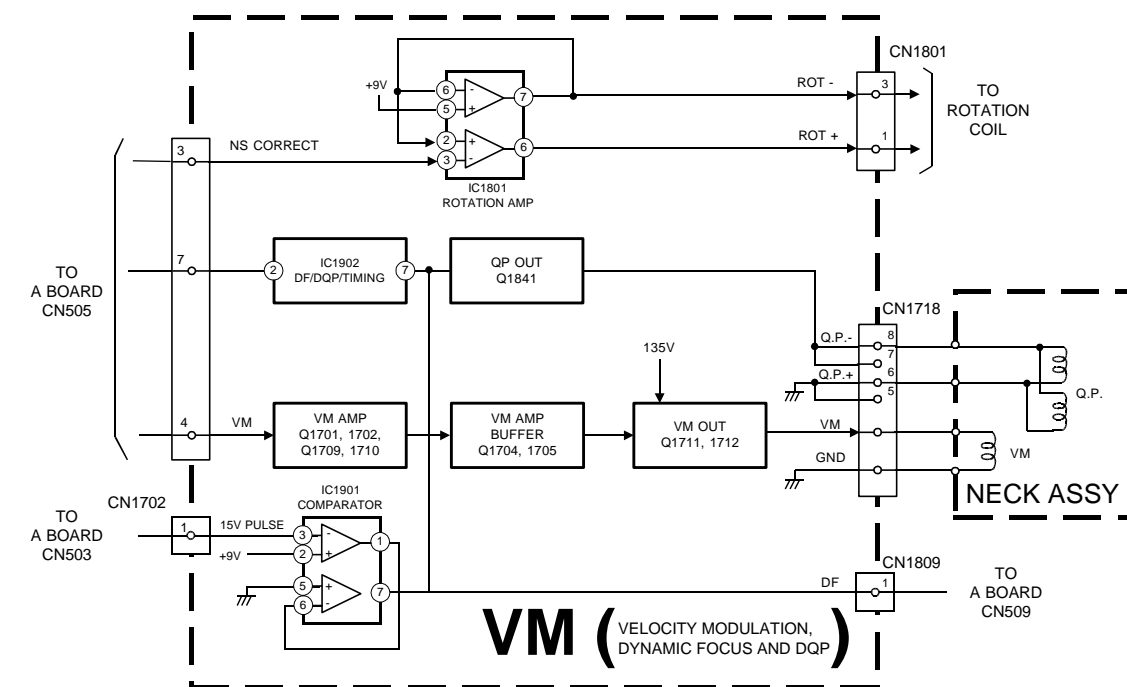 CN1801
+9V
6
-
5
+
7
ROT -
3
TO
ROTATION
COIL
2
+
3
-
6
ROT +
1
IC1801
ROTATION AMP
3
NS CORRECT
TO
A BOARD
CN505
7
2
IC1902
DF/DQP/TIMING
7
QP OUT
Q1841
4
VM
VM AMP
Q1701, 1702,
Q1709, 1710
VM AMP
BUFFER
Q1704, 1705
135V
VM OUT
Q1711, 1712
CN1718
Q.P.-
8
7
Q.P.+
6
5
VM
GND
Q.P.
VM
NECK ASSY
CN1702
TO
A BOARD
CN503
1
15V PULSE
+9V
IC1901
COMPARATOR
3
-
2
+
1
5
+
6
-
7
DF
CN1809
1
TO
A BOARD
CN509
VM ( VELOCITY MODULATION,
DYNAMIC FOCUS AND DQP )